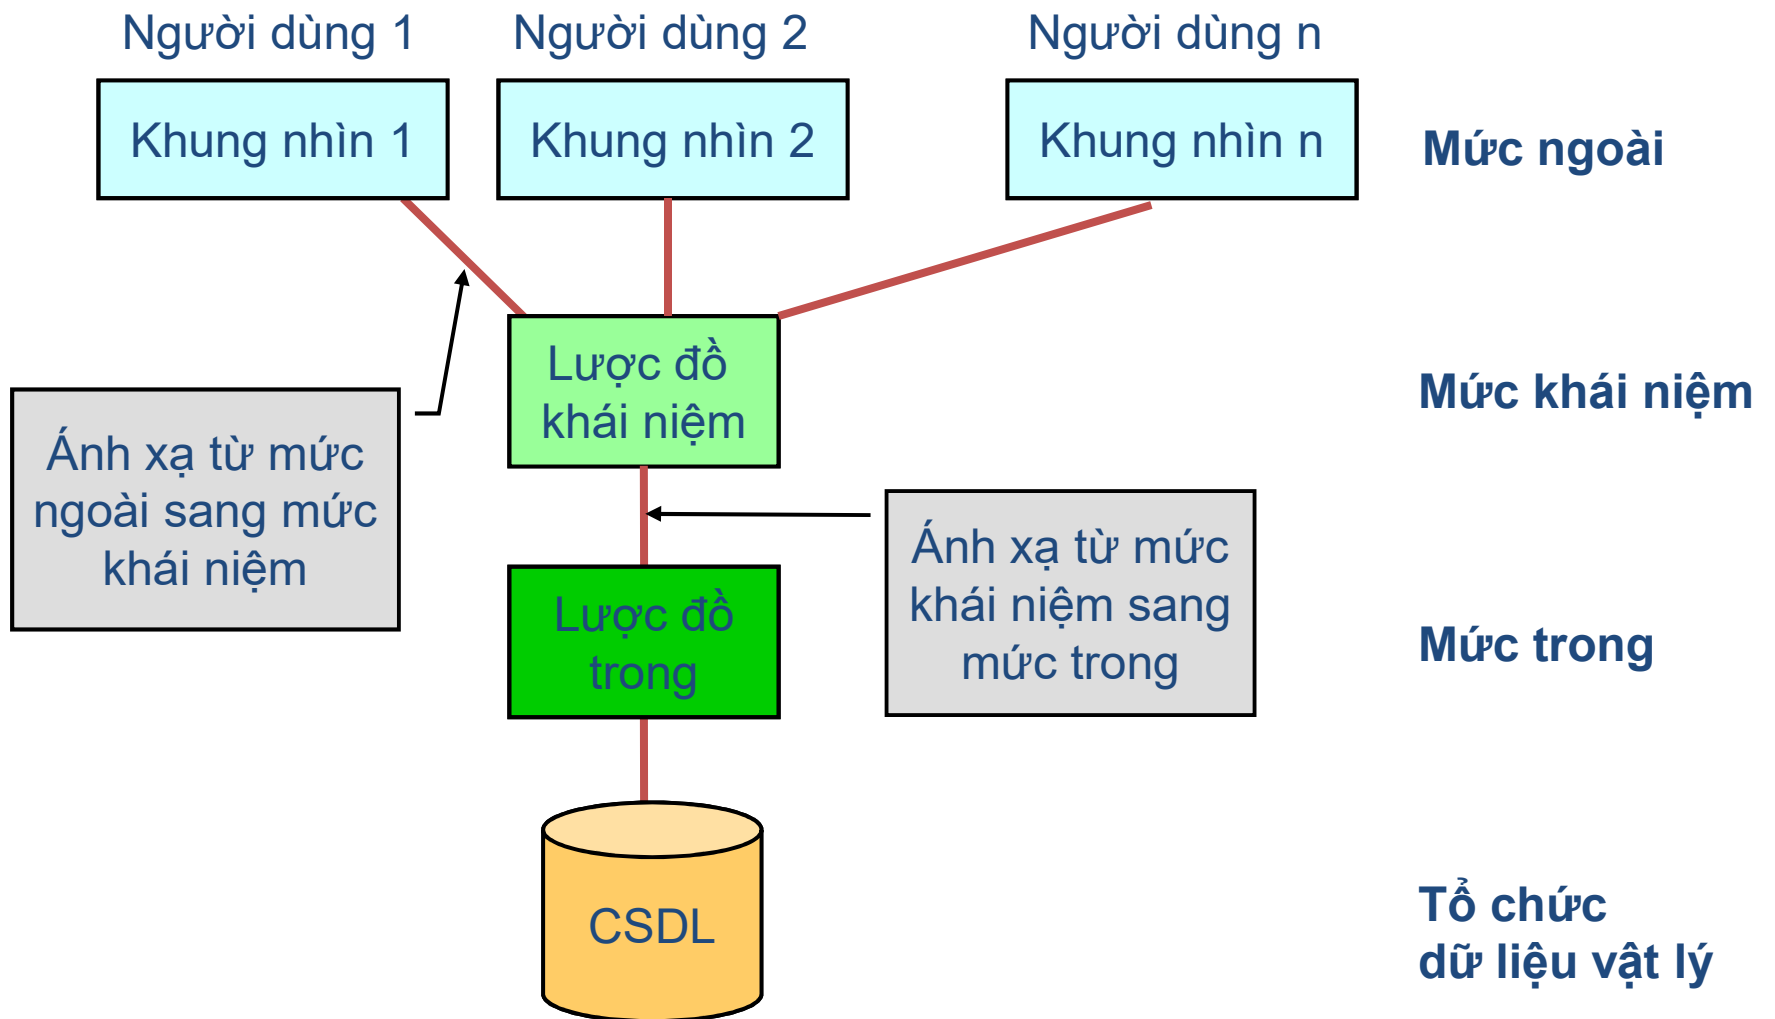 Người dùng 1
Người dùng 2
Người dùng n
Khung nhìn 1
Khung nhìn 2
Khung nhìn n
Mức ngoài
Lược đồ
khái niệm
Mức khái niệm
Ánh xạ từ mức
ngoài sang mức
khái niệm
Ánh xạ từ mức
khái niệm sang
mức trong
Lược đồ
trong
Mức trong
CSDL
Tổ chức
dữ liệu vật lý